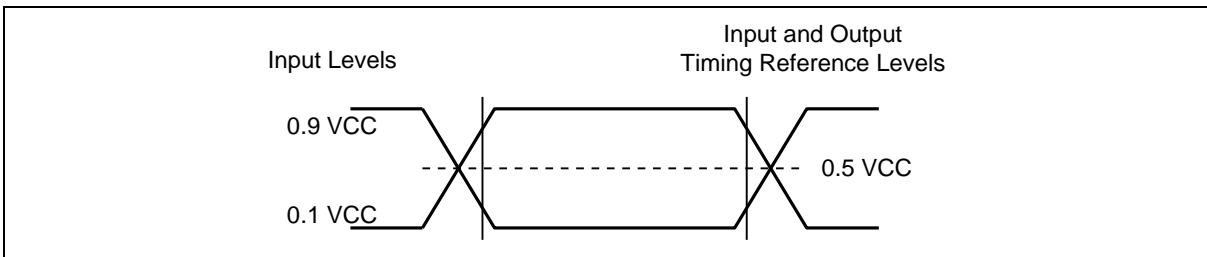 Input and Output
Input Levels
Timing Reference Levels
0.9 VCC
0.5 VCC
0.1 VCC